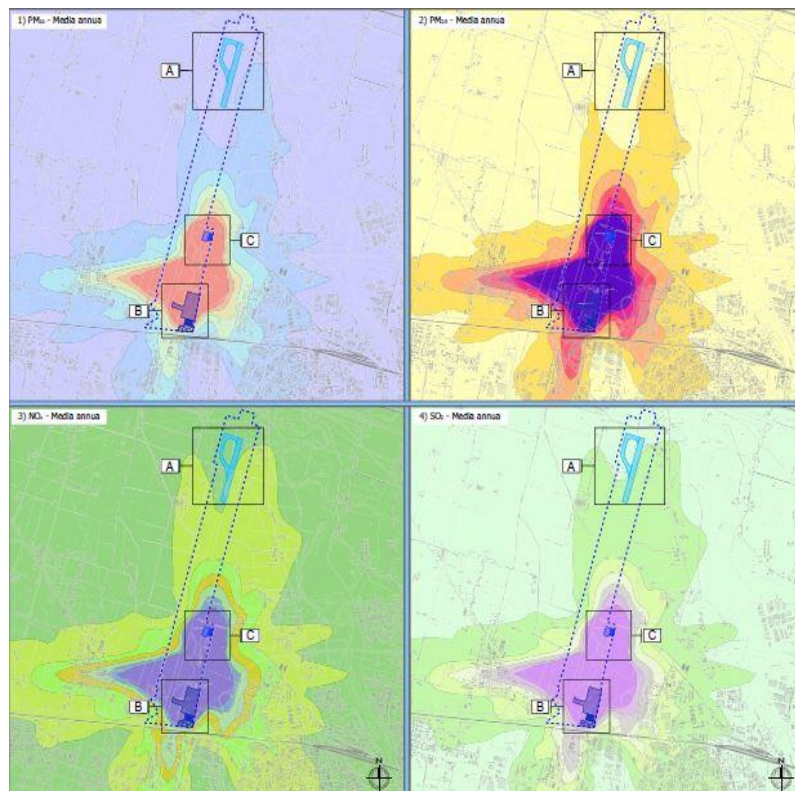 1) PM₁₀ - Media annua
2) PM₂.₅ - Media annua
A
A
C
C
B
B
3) NOₓ - Media annua
4) SO₂ - Media annua
A
A
C
C
B
B
N
N